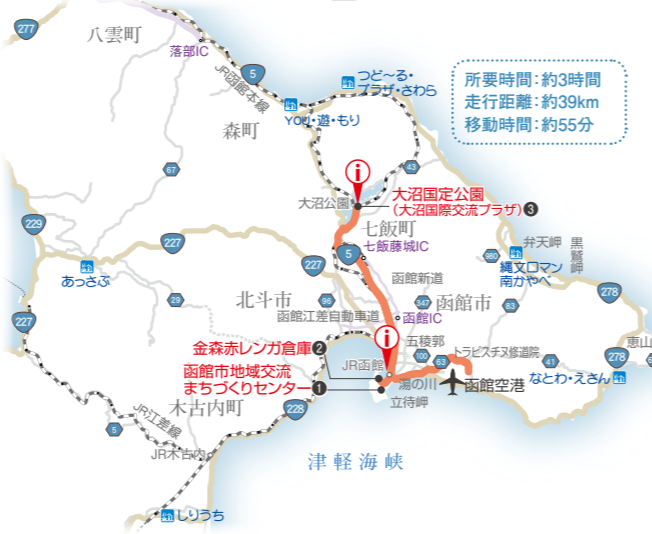 277
八雲町
落部IC
5
JR函館本線
つど〜る・
プラザ・さわら
YOU・遊・もり
森町
所要時間：約3時間
走行距離：約39km
移動時間：約55分
67
43
大沼公園
大沼国定公園
（大沼国際交流プラザ）❸
七飯町
229
227
5
七飯藤城IC
227
あっさぶ
980
弁天岬
黒鷲岬
縄文ロマン
南かやべ
278
函館新道
29
北斗市
96
347
函館市
227
函館江差自動車道
函館IC
金森赤レンガ倉庫❷
五稜郭
100
63
トラピスチヌ修道院
41
恵山
278
JR函館
函館市地域交流
まちづくりセンター❶
湯の川
函館空港
なとわ・えさん
立待岬
木古内町
228
JR江差線
5
JR木古内
津軽海峡
しりうち